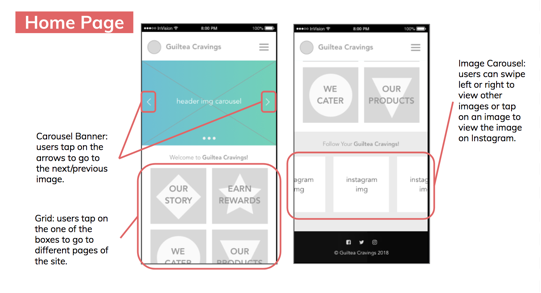 Home Page
InVision
9:00 PM
100%
Guiltea Cravings
header img carousel
Welcome to Guiltea Cravings!
OUR
STORY
EARN
REWARDS
WE
CATER
OUR
PRODUCTS
InVision
9:00 PM
100%
Guiltea Cravings
WE
CATER
OUR
PRODUCTS
Follow Your Guiltea Cravings!
agram
img
instagram
img
instagram
img
© Guiltea Cravings 2018
Carousel Banner:
users tap on the
arrows to go to
the next/previous
image.
Grid: users tap on
the one of the
boxes to go to
different pages of
the site.
Image Carousel:
users can swipe
left or right to
view other
images or tap
on an image to
view the image
on Instagram.